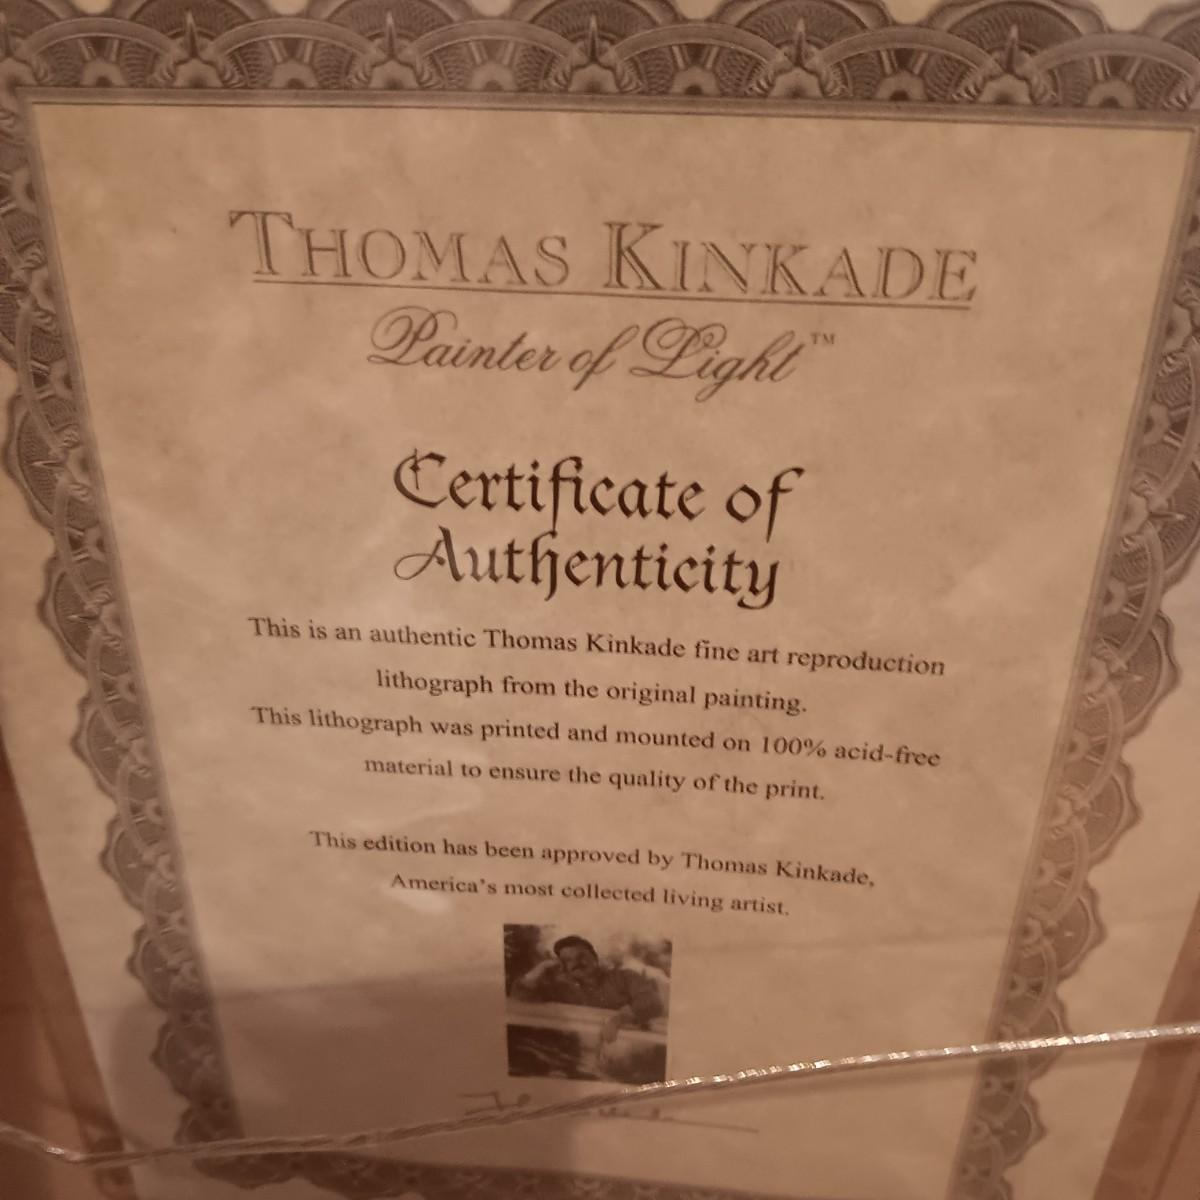 THOMAS KINKADE
Painter of Light™
Certificate of
Authenticity
This is an authentic Thomas Kinkade fine art reproduction
lithograph from the original painting.
This lithograph was printed and mounted on 100% acid-free
material to ensure the quality of the print.
This edition has been approved by Thomas Kinkade,
America's most collected living artist.